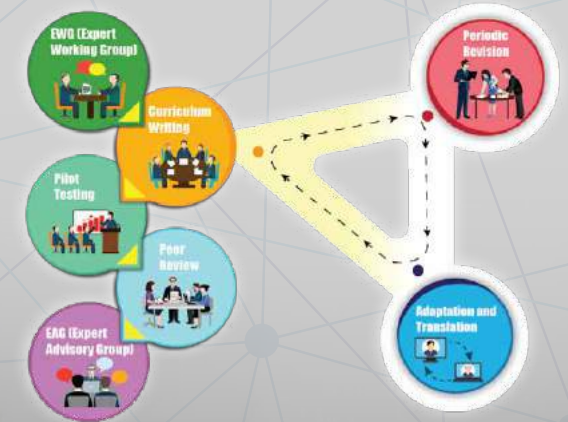 EWG (Expert
Working Group)
Curriculum
Writing
Pilot
Testing
Peer
Review
EAG (Expert
Advisory Group)
Periodic
Revision
Adaptation and
Translation